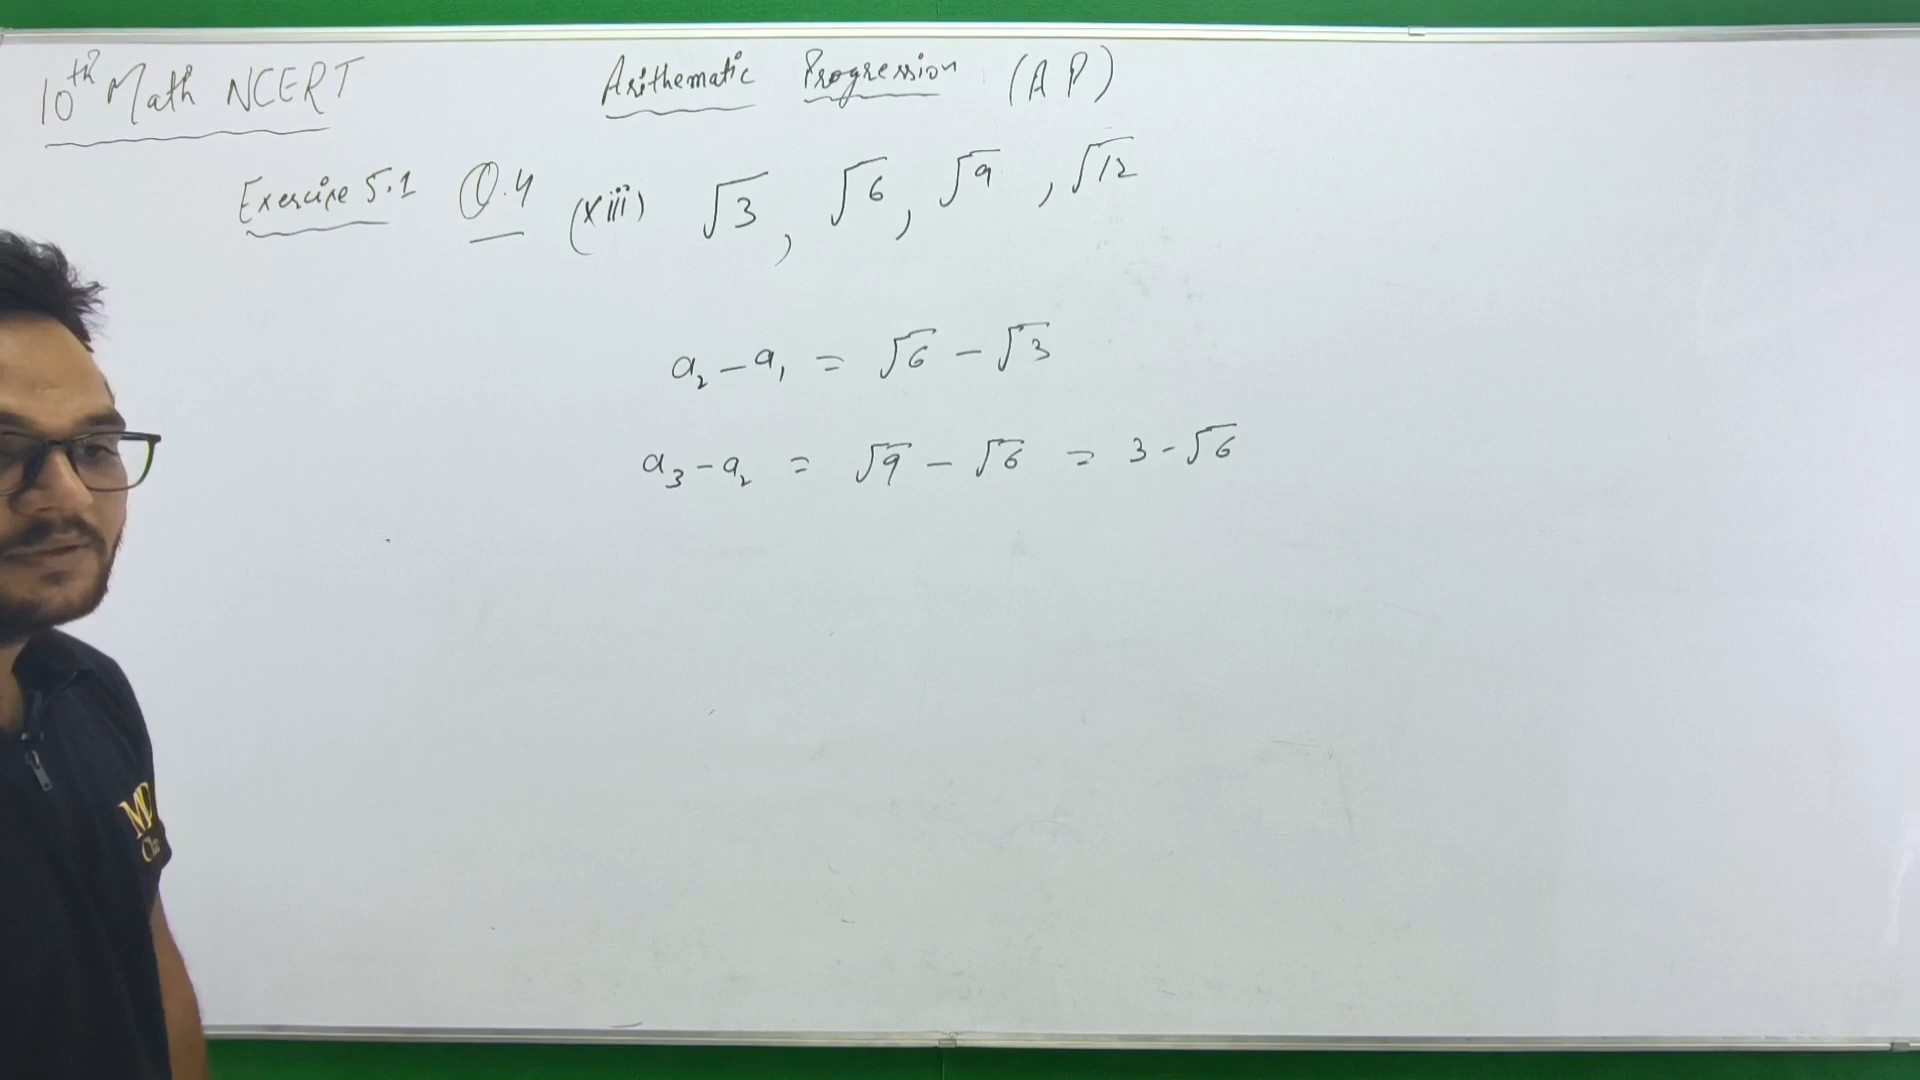 10th Math NCERT
Arithematic Progression (AP)
Exercise 5.1 Q.4 (xiii) √3, √6, √9, √12
a₂-a₁ = √6 - √3
a₃-a₂ = √9 - √6 = 3-√6